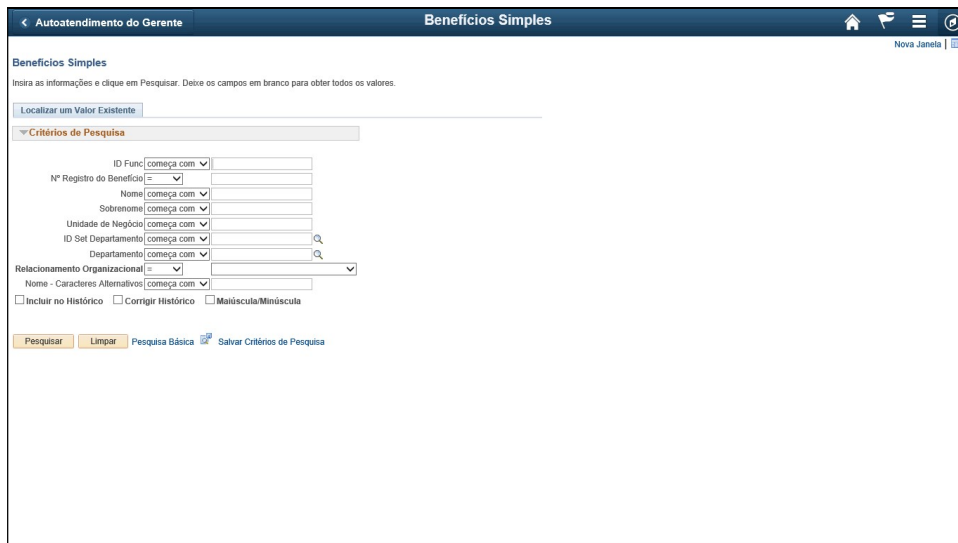 Autoatendimento do Gerente Benefícios Simples
Nova Janela |
Benefícios Simples
Insira as informações e clique em Pesquisar. Deixe os campos em branco para obter todos os valores.
Localizar um Valor Existente
Critérios de Pesquisa
ID Func começa com
Nº Registro do Benefício =
Nome começa com
Sobrenome começa com
Unidade de Negócio começa com
ID Set Departamento começa com
Departamento começa com
Relacionamento Organizacional =
Nome - Caracteres Alternativos começa com
Incluir no Histórico Corrigir Histórico Maiúscula/Minúscula
Pesquisar Limpar Pesquisa Básica Salvar Critérios de Pesquisa